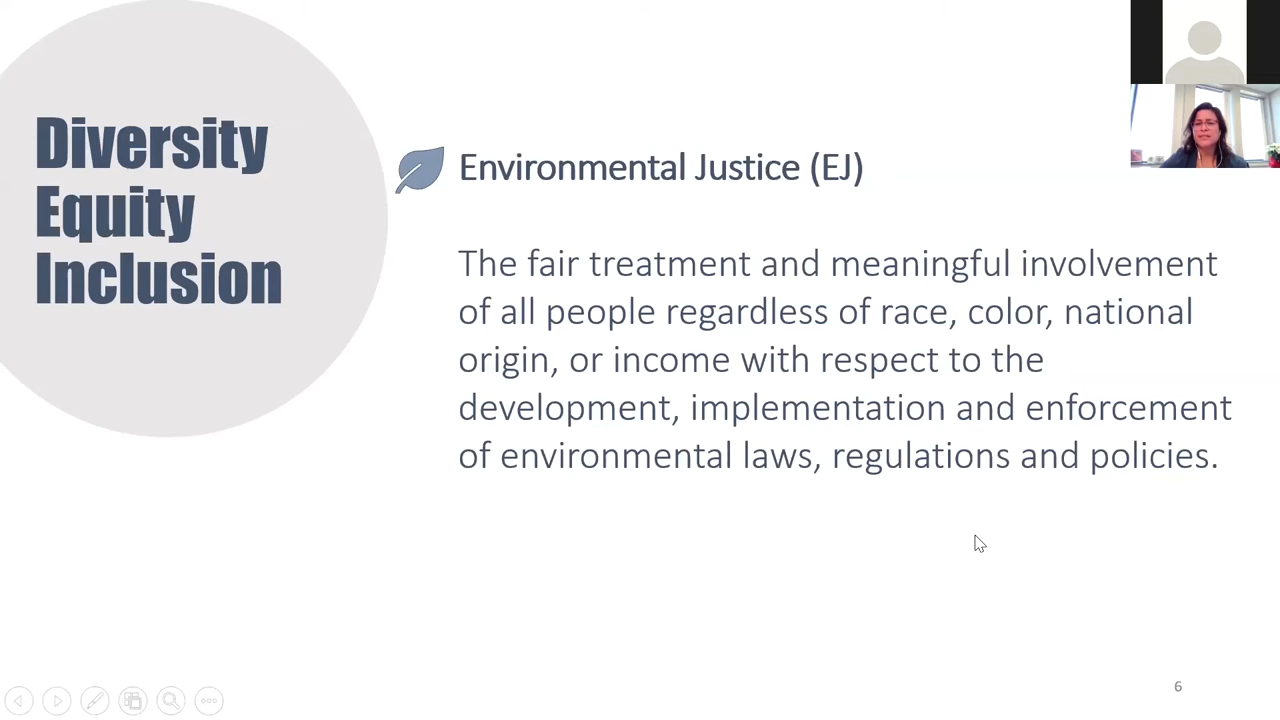 Diversity
Equity
Inclusion
Environmental Justice (EJ)
The fair treatment and meaningful involvement
of all people regardless of race, color, national
origin, or income with respect to the
development, implementation and enforcement
of environmental laws, regulations and policies.
6